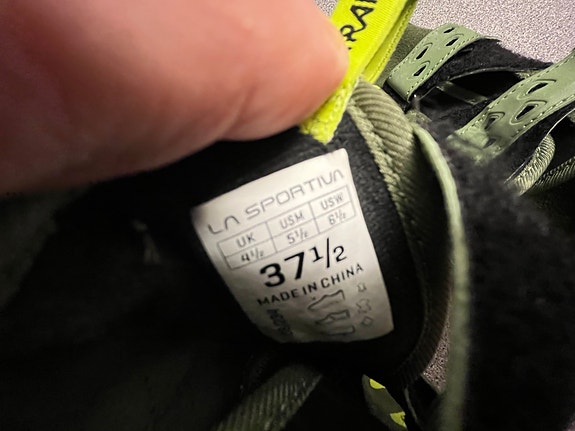 LA SPORTIVA
UK USM USW
4½ 5½ 6½
37½
MADE IN CHINA